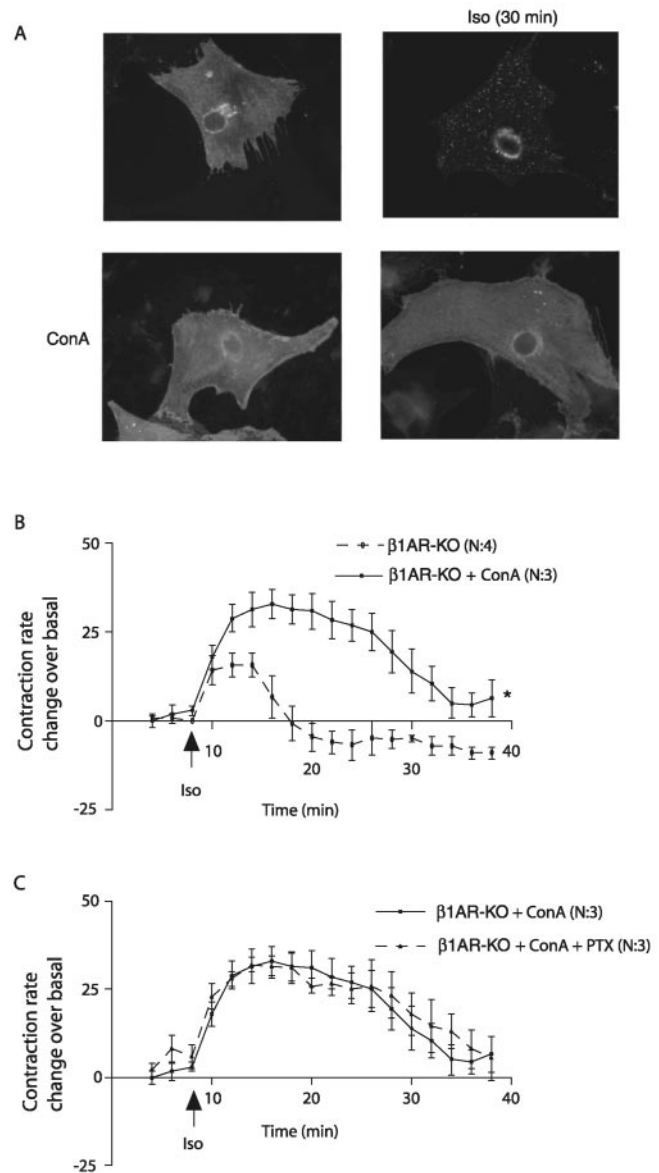 A
Iso (30 min)
ConA
B
β1AR-KO (N:4)
β1AR-KO + ConA (N:3)
50
25
0
-25
Contraction rate
change over basal
10
20
30
40
*
Iso
Time (min)
C
β1AR-KO + ConA (N:3)
β1AR-KO + ConA + PTX (N:3)
50
25
0
-25
Contraction rate
change over basal
10
20
30
40
Iso
Time (min)